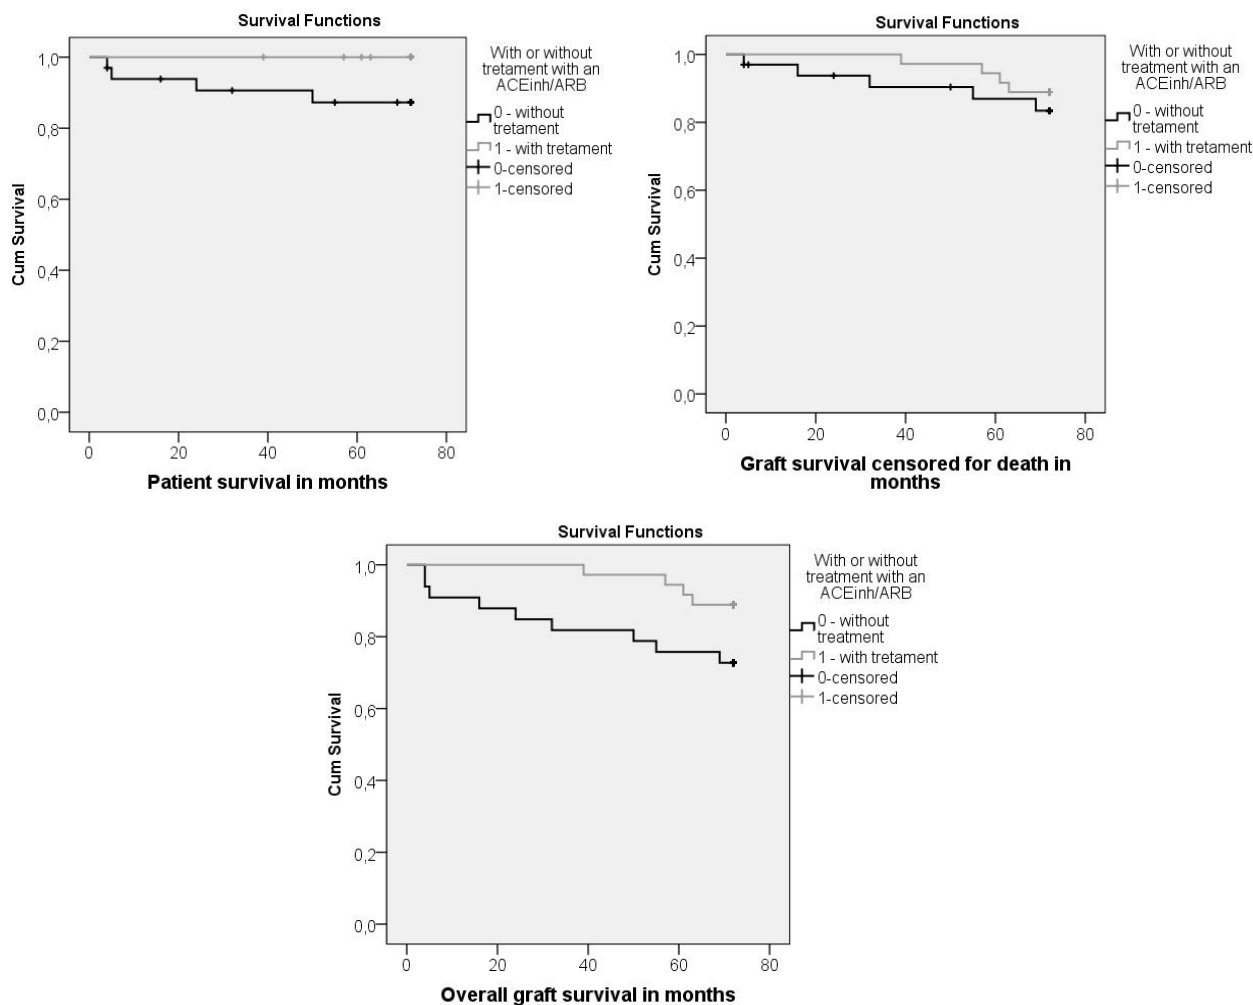 Survival Functions
1,0
0,8
0,6
0,4
0,2
0,0
Cum Survival
0 20 40 60 80
Patient survival in months
With or without
tretament with an
ACEinh/ARB
0 - without
tretament
1 - with tretament
0-censored
1-censored
Survival Functions
1,0
0,8
0,6
0,4
0,2
0,0
Cum Survival
0 20 40 60 80
Graft survival censored for death in
months
With or without
treatment with an
ACEinh/ARB
0 - without
tretament
1 - with tretament
0-censored
1-censored
Survival Functions
1,0
0,8
0,6
0,4
0,2
0,0
Cum Survival
0 20 40 60 80
Overall graft survival in months
With or without
treatment with an
ACEinh/ARB
0 - without
treatment
1 - with tretament
0-censored
1-censored